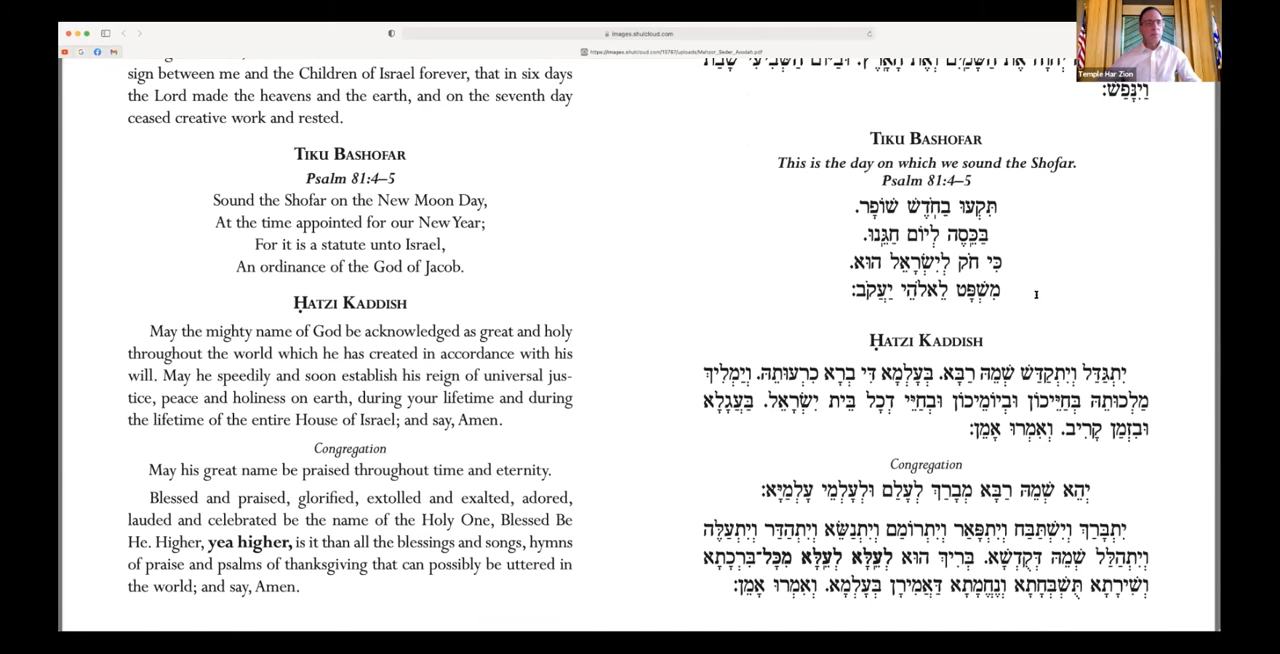 images.shulcloud.com
https://images.shulcloud.com/13787/uploads/Mahzor_Seder_Avodah.pdf
Temple Har Zion
sign between me and the Children of Israel forever, that in six days
the Lord made the heavens and the earth, and on the seventh day
ceased creative work and rested.
TIKU BASHOFAR
Psalm 81:4–5
Sound the Shofar on the New Moon Day,
At the time appointed for our New Year;
For it is a statute unto Israel,
An ordinance of the God of Jacob.
ḤATZI KADDISH
May the mighty name of God be acknowledged as great and holy
throughout the world which he has created in accordance with his
will. May he speedily and soon establish his reign of universal jus-
tice, peace and holiness on earth, during your lifetime and during
the lifetime of the entire House of Israel; and say, Amen.
Congregation
May his great name be praised throughout time and eternity.
Blessed and praised, glorified, extolled and exalted, adored,
lauded and celebrated be the name of the Holy One, Blessed Be
He. Higher, yea higher, is it than all the blessings and songs, hymns
of praise and psalms of thanksgiving that can possibly be uttered in
the world; and say, Amen.
אֶת הַשָּׁמַיִם וְאֶת הָאָרֶץ. וּבַיּוֹם הַשְּׁבִיעִי שָׁבַת
וַיִּנָּפַשׁ:
TIKU BASHOFAR
This is the day on which we sound the Shofar.
Psalm 81:4–5
תִּקְעוּ בַחֹדֶשׁ שׁוֹפָר.
בַּכֵּסֶה לְיוֹם חַגֵּנוּ.
כִּי חֹק לְיִשְׂרָאֵל הוּא.
מִשְׁפָּט לֵאלֹהֵי יַעֲקֹב:
ḤATZI KADDISH
יִתְגַּדַּל וְיִתְקַדַּשׁ שְׁמֵהּ רַבָּא. בְּעָלְמָא דִּי בְרָא כִרְעוּתֵהּ. וְיַמְלִיךְ
מַלְכוּתֵהּ בְּחַיֵּיכוֹן וּבְיוֹמֵיכוֹן וּבְחַיֵּי דְכָל בֵּית יִשְׂרָאֵל. בַּעֲגָלָא
וּבִזְמַן קָרִיב. וְאִמְרוּ אָמֵן:
Congregation
יְהֵא שְׁמֵהּ רַבָּא מְבָרַךְ לְעָלַם וּלְעָלְמֵי עָלְמַיָּא:
יִתְבָּרַךְ וְיִשְׁתַּבַּח וְיִתְפָּאַר וְיִתְרוֹמַם וְיִתְנַשֵּׂא וְיִתְהַדַּר וְיִתְעַלֶּה
וְיִתְהַלַּל שְׁמֵהּ דְּקֻדְשָׁא. בְּרִיךְ הוּא לְעֵלָּא לְעֵלָּא מִכָּל־בִּרְכָתָא
וְשִׁירָתָא תֻּשְׁבְּחָתָא וְנֶחֱמָתָא דַּאֲמִירָן בְּעָלְמָא. וְאִמְרוּ אָמֵן: